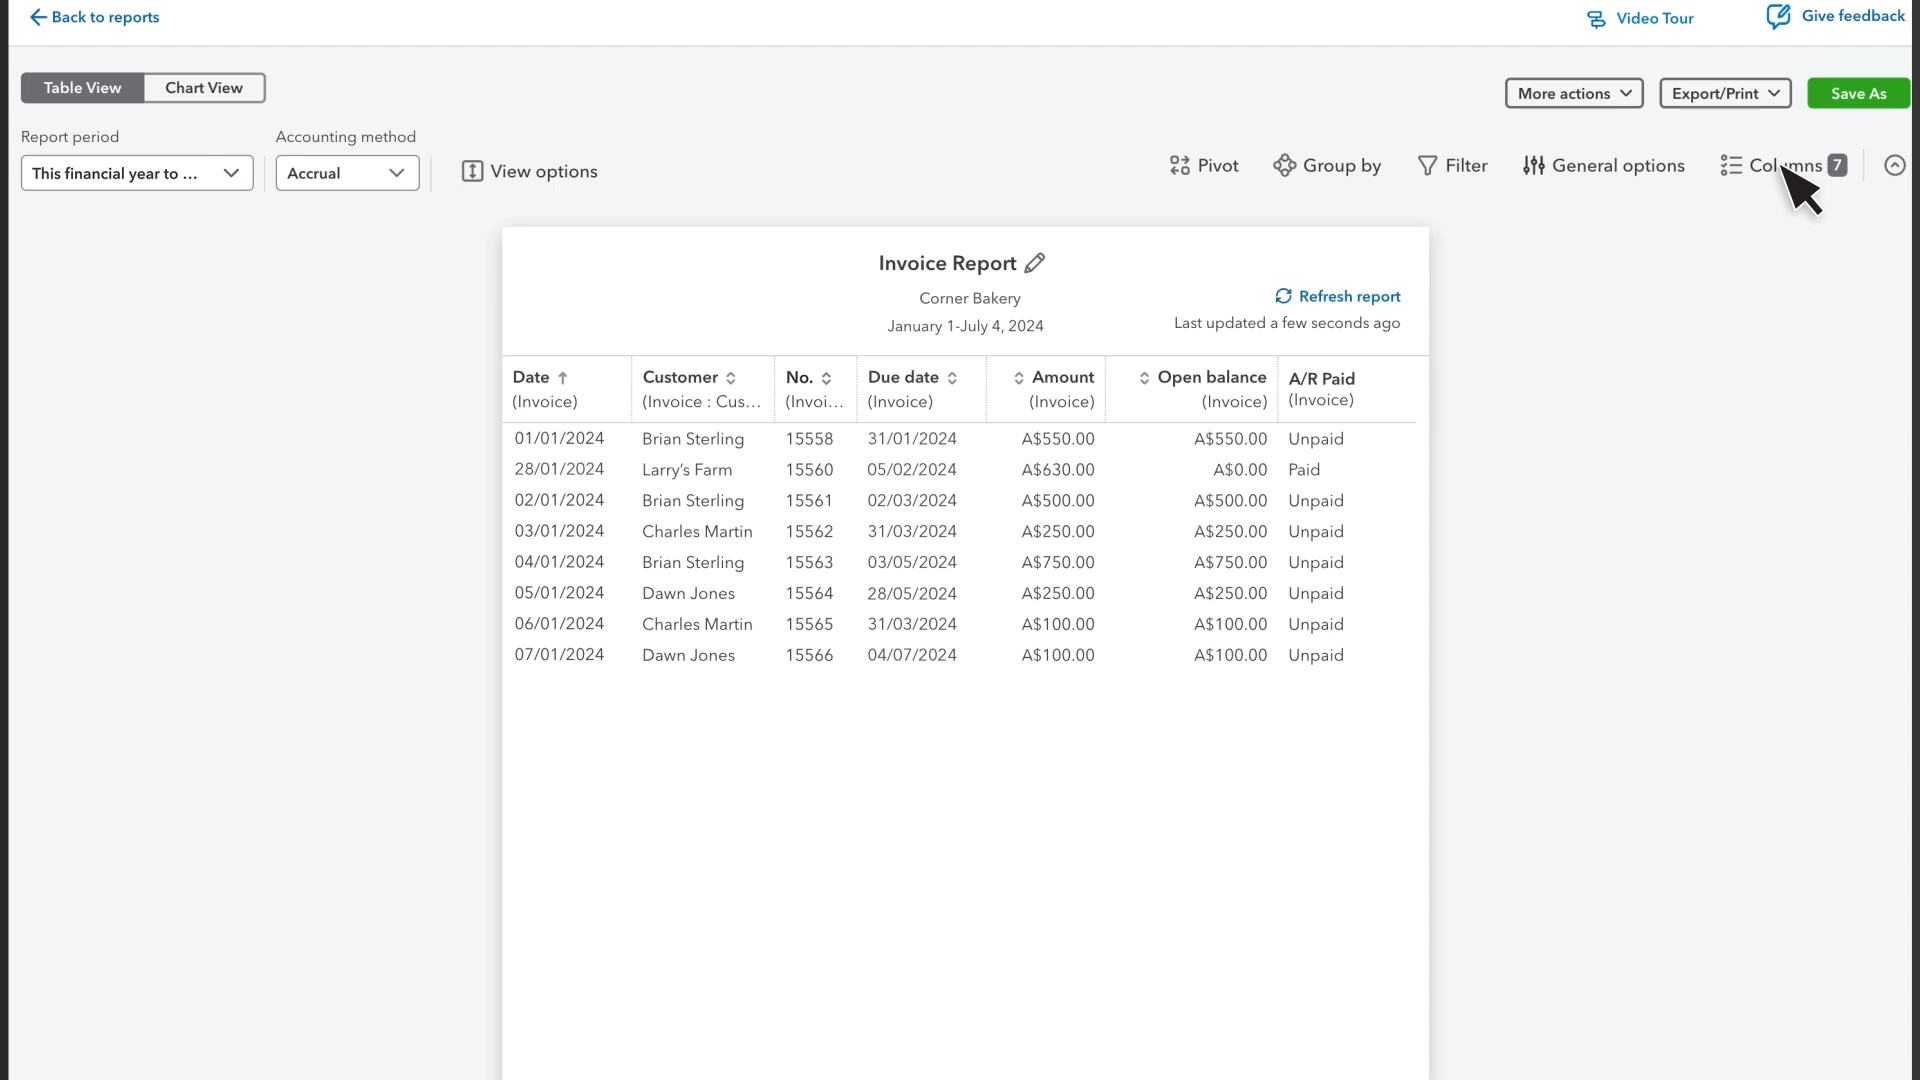 Back to reports
Video Tour
Give feedback
Table View
Chart View
More actions
Export/Print
Save As
Report period
Accounting method
This financial year to ...
Accrual
View options
Pivot
Group by
Filter
General options
7
Invoice Report
Corner Bakery
January 1-July 4, 2024
Refresh report
Last updated a few seconds ago
Date Customer No. Due date Amount Open balance A/R Paid
(Invoice) (Invoice : Cus... (Invoi... (Invoice) (Invoice) (Invoice) (Invoice)
01/01/2024 Brian Sterling 15558 31/01/2024 A$550.00 A$550.00 Unpaid
28/01/2024 Larry’s Farm 15560 05/02/2024 A$630.00 A$0.00 Paid
02/01/2024 Brian Sterling 15561 02/03/2024 A$500.00 A$500.00 Unpaid
03/01/2024 Charles Martin 15562 31/03/2024 A$250.00 A$250.00 Unpaid
04/01/2024 Brian Sterling 15563 03/05/2024 A$750.00 A$750.00 Unpaid
05/01/2024 Dawn Jones 15564 28/05/2024 A$250.00 A$250.00 Unpaid
06/01/2024 Charles Martin 15565 31/03/2024 A$100.00 A$100.00 Unpaid
07/01/2024 Dawn Jones 15566 04/07/2024 A$100.00 A$100.00 Unpaid